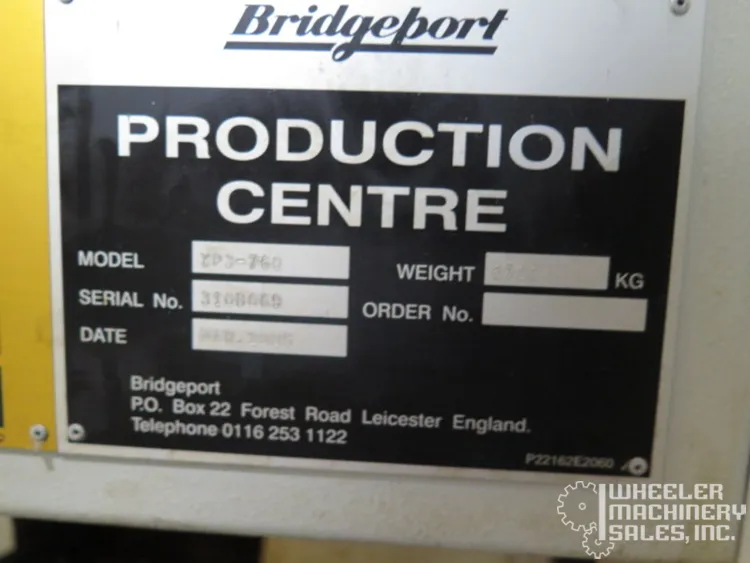 Bridgeport
PRODUCTION
CENTRE
MODEL
WEIGHT KG
SERIAL No.
ORDER No.
DATE
Bridgeport
P.O. Box 22 Forest Road Leicester England.
Telephone 0116 253 1122
P22162E2060
WHEELER
MACHINERY
SALES, INC.